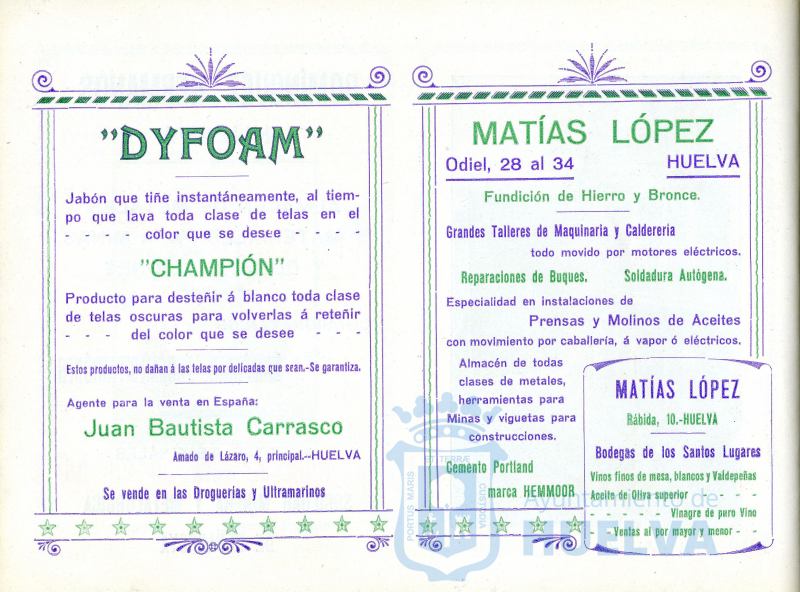 "DYFOAM"
Jabón que tiñe instantáneamente, al tiem-
po que lava toda clase de telas en el
- - - - color que se desee - - - -
"CHAMPIÓN"
Producto para desteñir á blanco toda clase
de telas oscuras para volverlas á reteñir
- - - del color que se desee - - -
Estos productos, no dañan á las telas por delicadas que sean.-Se garantiza.
Agente para la venta en España:
Juan Bautista Carrasco
Amado de Lázaro, 4, principal.--HUELVA
Se vende en las Droguerias y Ultramarinos
MATÍAS LÓPEZ
Odiel, 28 al 34 HUELVA
Fundición de Hierro y Bronce.
Grandes Talleres de Maquinaria y Calderería
todo movido por motores eléctricos.
Reparaciones de Buques. Soldadura Autógena.
Especialidad en instalaciones de
Prensas y Molinos de Aceites
con movimiento por caballería, á vapor ó eléctricos.
Almacén de todas
clases de metales,
herramientas para
Minas y viguetas para
construcciones.
Cemento Portland
marca HEMMOOR
MATÍAS LÓPEZ
Rábida, 10.-HUELVA
Bodegas de los Santos Lugares
Vinos finos de mesa, blancos y Valdepeñas
Aceite de Oliva superior - - - -
- - - - Vinagre de puro Vino
- - Ventas al por mayor y menor - -
PORTUS MARIS ET TERRÆ CUSTODIA
Ayuntamiento de
HUELVA